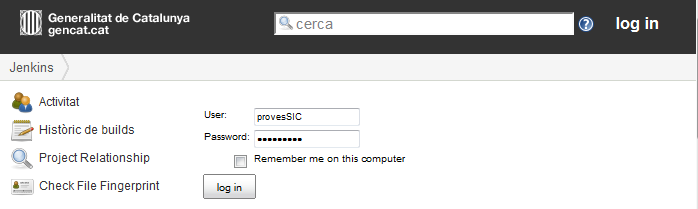 Generalitat de Catalunya
gencat.cat
cerca
?
log in
Jenkins
Activitat
Històric de builds
Project Relationship
Check File Fingerprint
User: provesSIC
Password: •••••••••
Remember me on this computer
log in